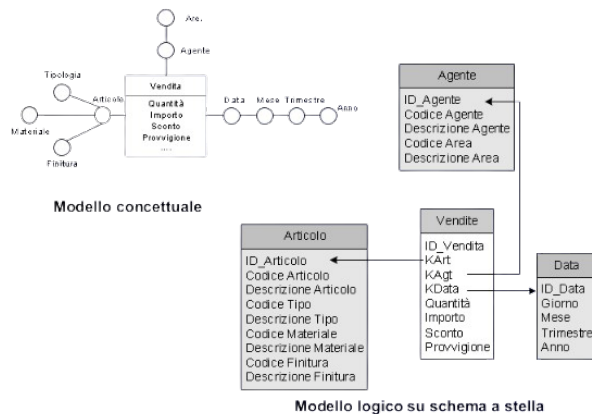 Are.
Agente
Tipologia
Articolo
Materiale
Finitura
Vendita
Quantità
Importo
Sconto
Provvigione
....
Data
Mese
Trimestre
Anno
Modello concettuale
Agente
ID_Agente
Codice Agente
Descrizione Agente
Codice Area
Descrizione Area
Articolo
ID_Articolo
Codice Articolo
Descrizione Articolo
Codice Tipo
Descrizione Tipo
Codice Materiale
Descrizione Materiale
Codice Finitura
Descrizione Finitura
Vendite
ID_Vendita
KArt
KAgt
KData
Quantità
Importo
Sconto
Provvigione
Data
ID_Data
Giorno
Mese
Trimestre
Anno
Modello logico su schema a stella